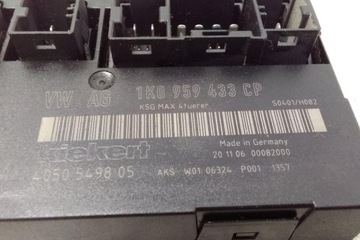 VW AG 1K0 959 433 CP
KSG MAX 4tuerer S0401/H082
kiekert
Made in Germany
20 11 06 00082000
4050 5498 05 AKS W01 06324 P001 1357